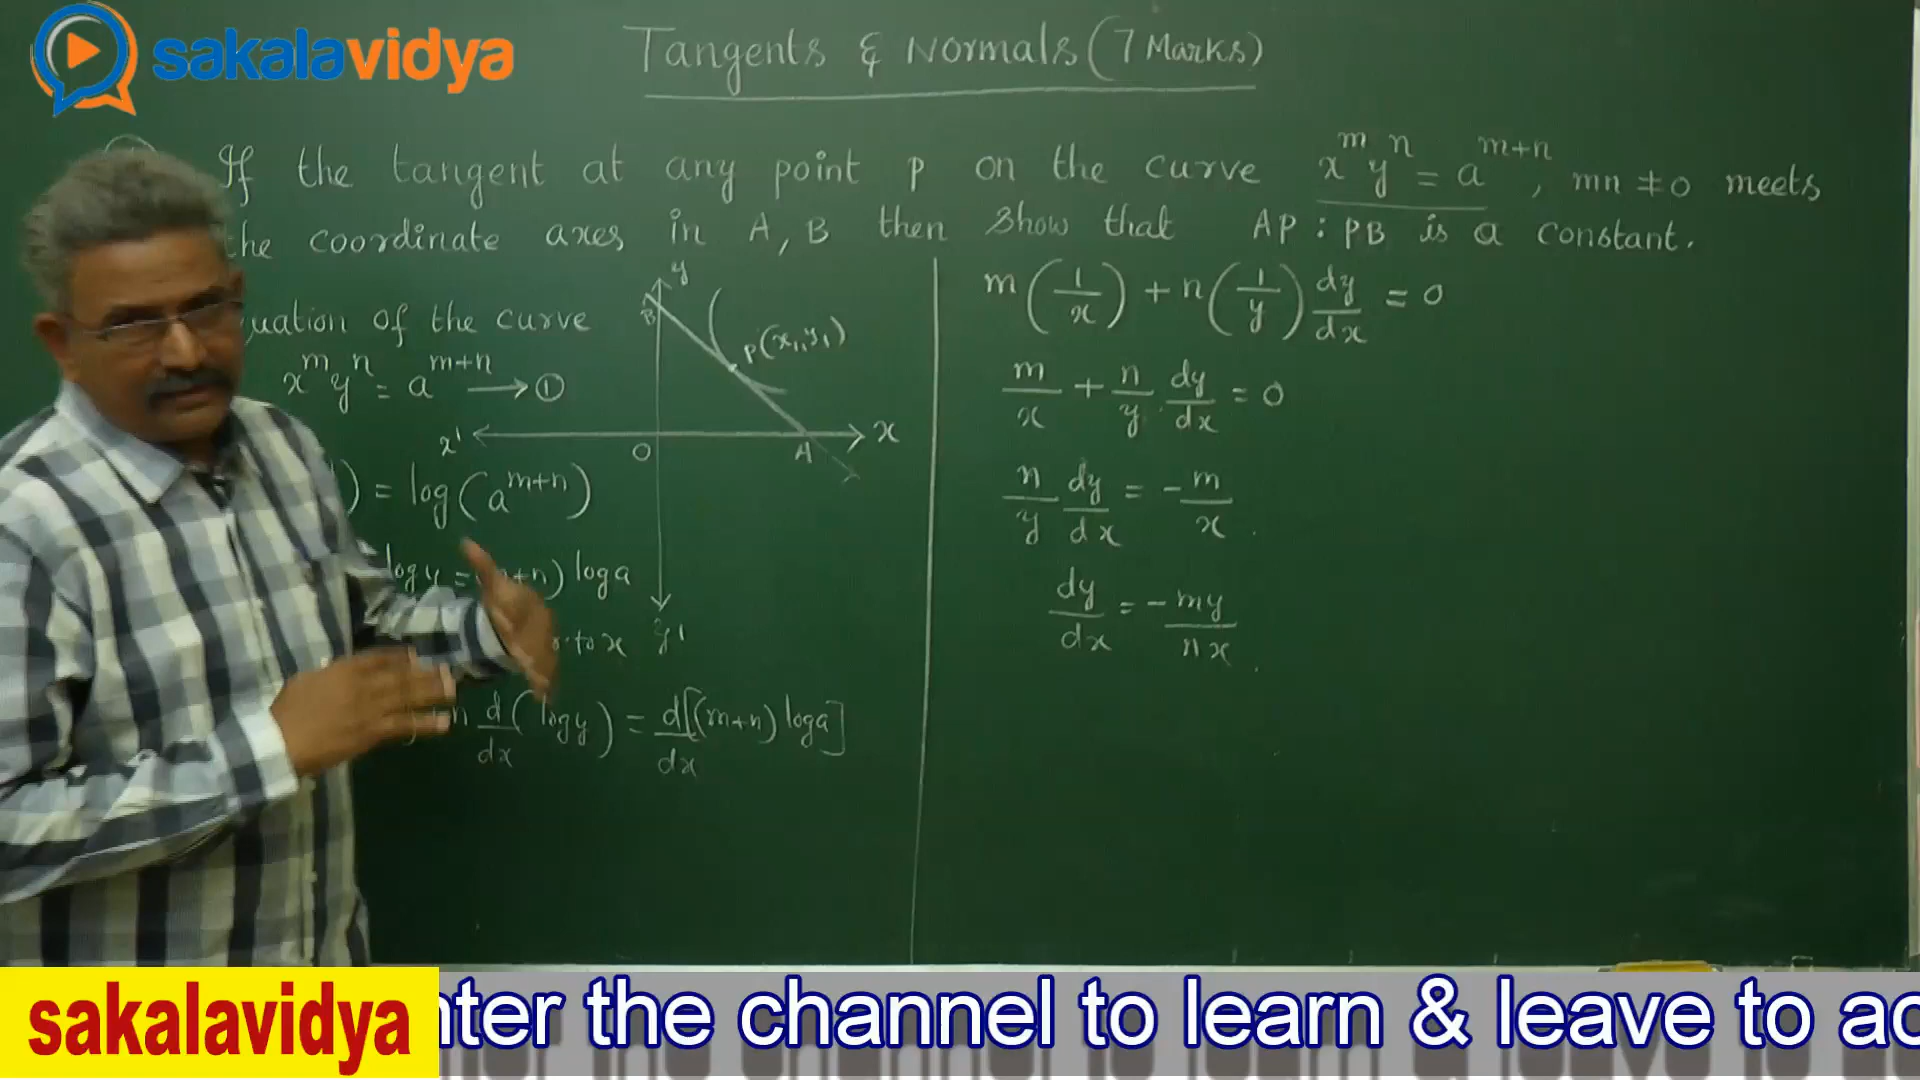 sakalavidya
Tangents & Normals (7 Marks)
If the tangent at any point P on the curve x^m y^n = a^{m+n}, mn ≠ 0 meets
the coordinate axes in A, B then show that AP : PB is a constant.
uation of the curve
x^m y^n = a^{m+n} → ①
) = log(a^{m+n})
log y = (m+n) log a
r. to x
+ n d/dx (log y) = d/dx [(m+n) log a]
y
B
P(x₁, y₁)
x'
O
A
x
y'
m(1/x) + n(1/y) dy/dx = 0
m/x + n/y · dy/dx = 0
n/y dy/dx = -m/x .
dy/dx = -my/nx .
sakalavidya
nter the channel to learn & leave to ac